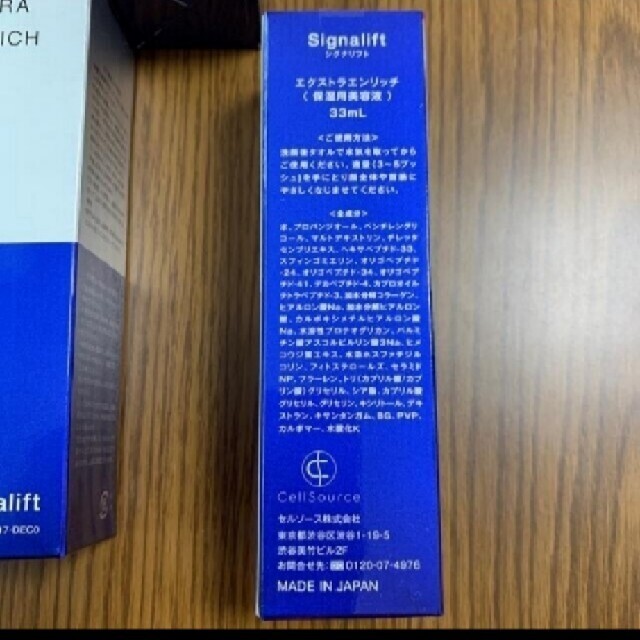 RA
RICH
alift
Signalift
シグナリフト
エクストラエンリッチ
( 保湿用美容液 )
33mL
<ご使用方法>
洗顔後タオルで水気を取ってから
ご使用ください。適量【3〜5プッ
シュ】を手にとり顔全体や首筋に
やさしくなじませてください。
<全成分>
水、プロパンジオール、ペンチレングリ
コール、マルトデキストリン、チレッタ
センブリエキス、ヘキサペプチド-33、
スフィンゴミエリン、オリゴペプチド
-24、オリゴペプチド-34、オリゴペプ
チド-41、デカペプチド-4、カプロオイル
テトラペプチド-3、加水分解コラーゲン、
ヒアルロン酸Na、加水分解ヒアルロン
酸、カルボキシメチルヒアルロン酸
Na、水溶性プロテオグリカン、パルミ
チン酸アスコルビルリン酸3Na、ヒメ
コウジ酸エキス、水添ホスファチジル
コリン、フィトステロールズ、セラミド
NP、フラーレン、トリ(カプリル酸/カプ
リン酸)グリセリル、シア脂、カプリル酸
グリセリル、グリセリン、キシリトール、デキ
ストラン、キサンタンガム、BG、PVP、
カルボマー、水酸化K
CellSource
セルソース株式会社
東京都渋谷区渋谷1-19-5
渋谷美竹ビル2F
お問合せ先: 0120-07-4976
MADE IN JAPAN